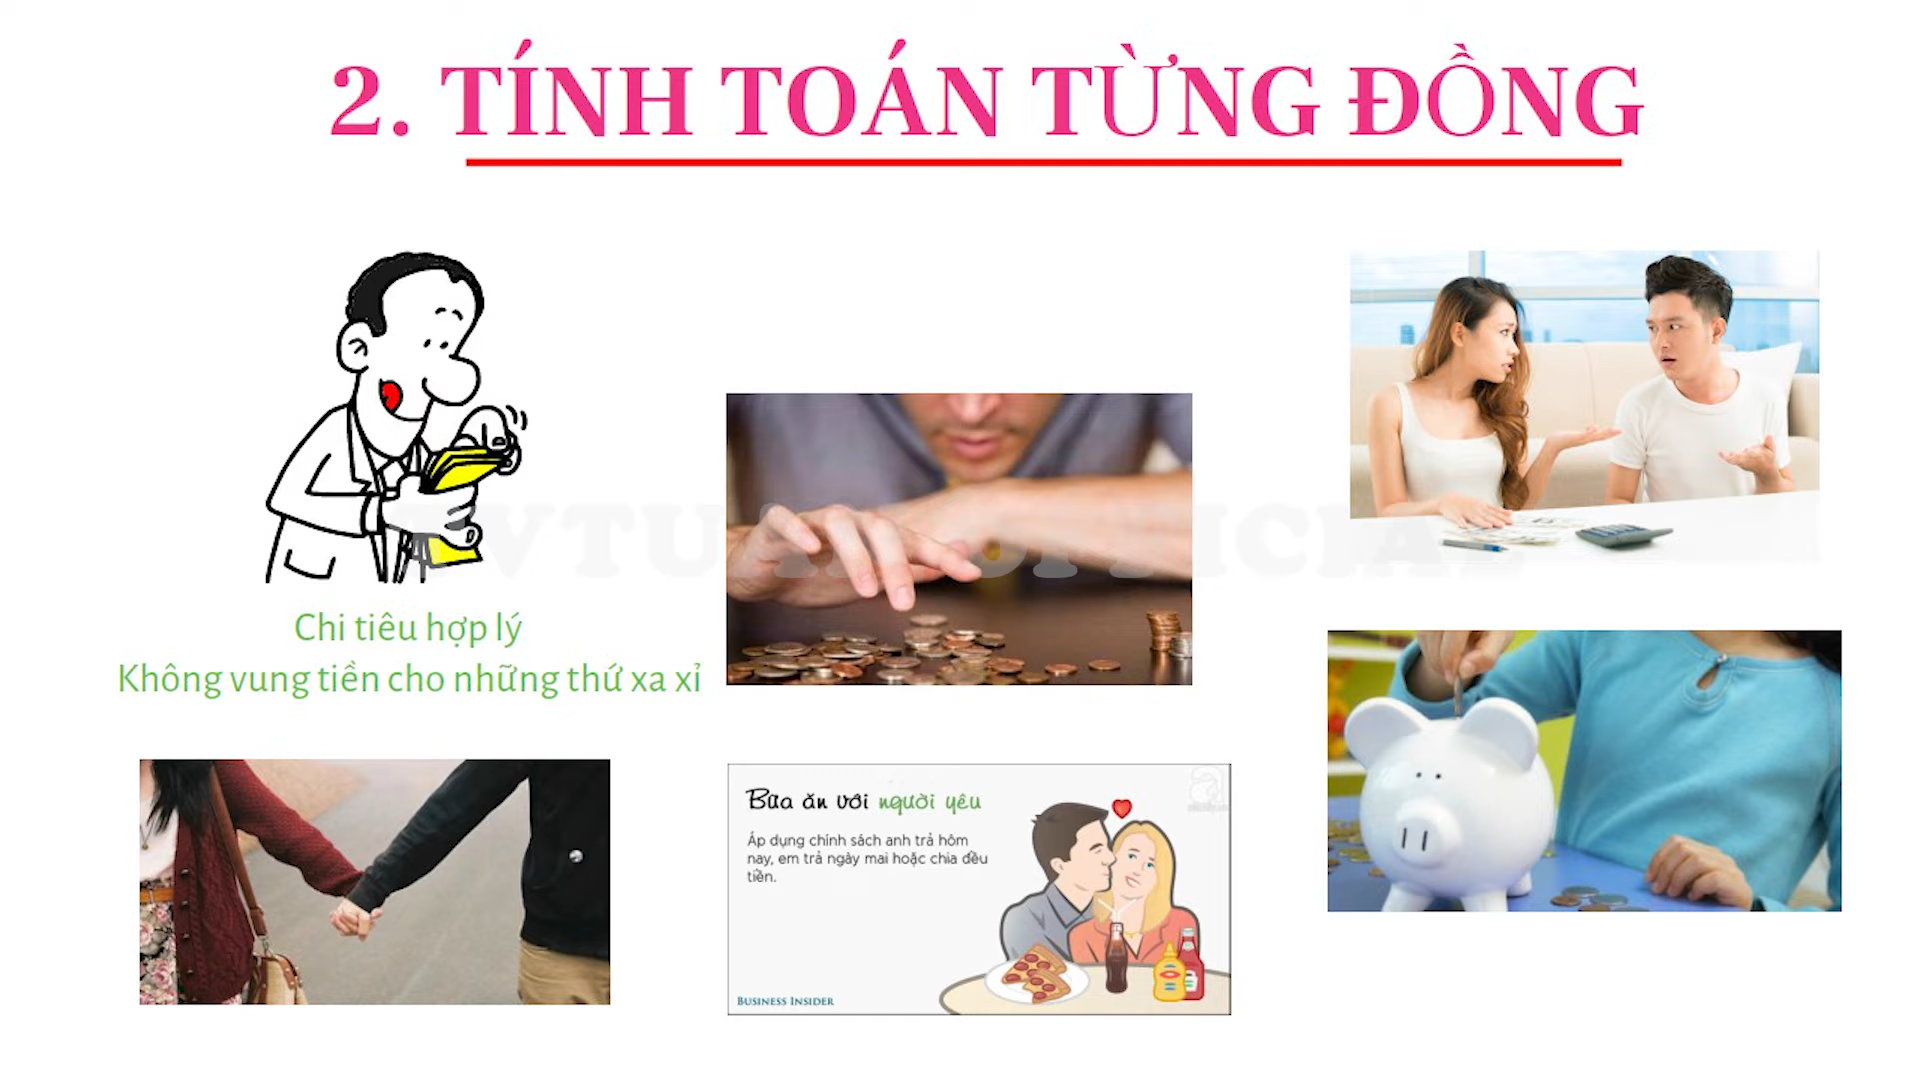 2. TÍNH TOÁN TỪNG ĐỒNG
Chi tiêu hợp lý
Không vung tiền cho những thứ xa xỉ
Bữa ăn với người yêu
Áp dụng chính sách anh trả hôm
nay, em trả ngày mai hoặc chia đều
tiền.
BUSINESS INSIDER